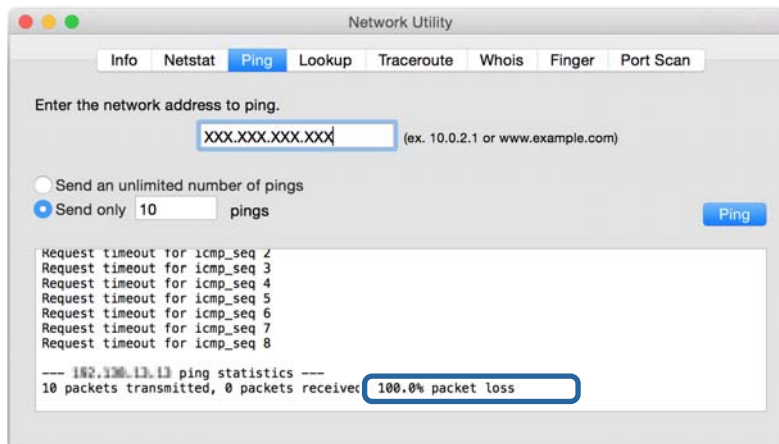 Network Utility
Info Netstat Ping Lookup Traceroute Whois Finger Port Scan
Enter the network address to ping.
XXX.XXX.XXX.XXX (ex. 10.0.2.1 or www.example.com)
Send an unlimited number of pings
Send only 10 pings
Ping
Request timeout for icmp_seq 2
Request timeout for icmp_seq 3
Request timeout for icmp_seq 4
Request timeout for icmp_seq 5
Request timeout for icmp_seq 6
Request timeout for icmp_seq 7
Request timeout for icmp_seq 8
--- ping statistics ---
10 packets transmitted, 0 packets received 100.0% packet loss